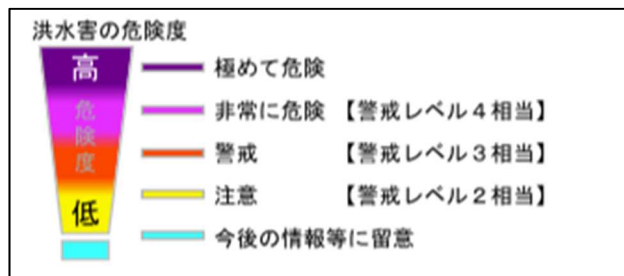 洪水害の危険度
高
危険度
低
極めて危険
非常に危険 【警戒レベル４相当】
警戒 【警戒レベル３相当】
注意 【警戒レベル２相当】
今後の情報等に留意